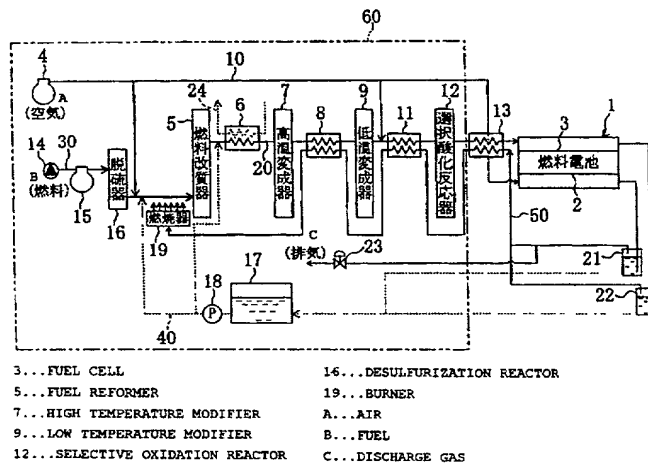 60
4
10
A
(空気)
24
5
燃料改質器
6
20
7
高温変成器
8
9
低温変成器
11
12
選択酸化反応器
13
3
1
燃料電池
2
14
30
B
(燃料)
15
脱硫器
16
燃焼器
19
C
(排気)
23
50
17
18
P
40
21
22
3...FUEL CELL
5...FUEL REFORMER
7...HIGH TEMPERATURE MODIFIER
9...LOW TEMPERATURE MODIFIER
12...SELECTIVE OXIDATION REACTOR
16...DESULFURIZATION REACTOR
19...BURNER
A...AIR
B...FUEL
C...DISCHARGE GAS